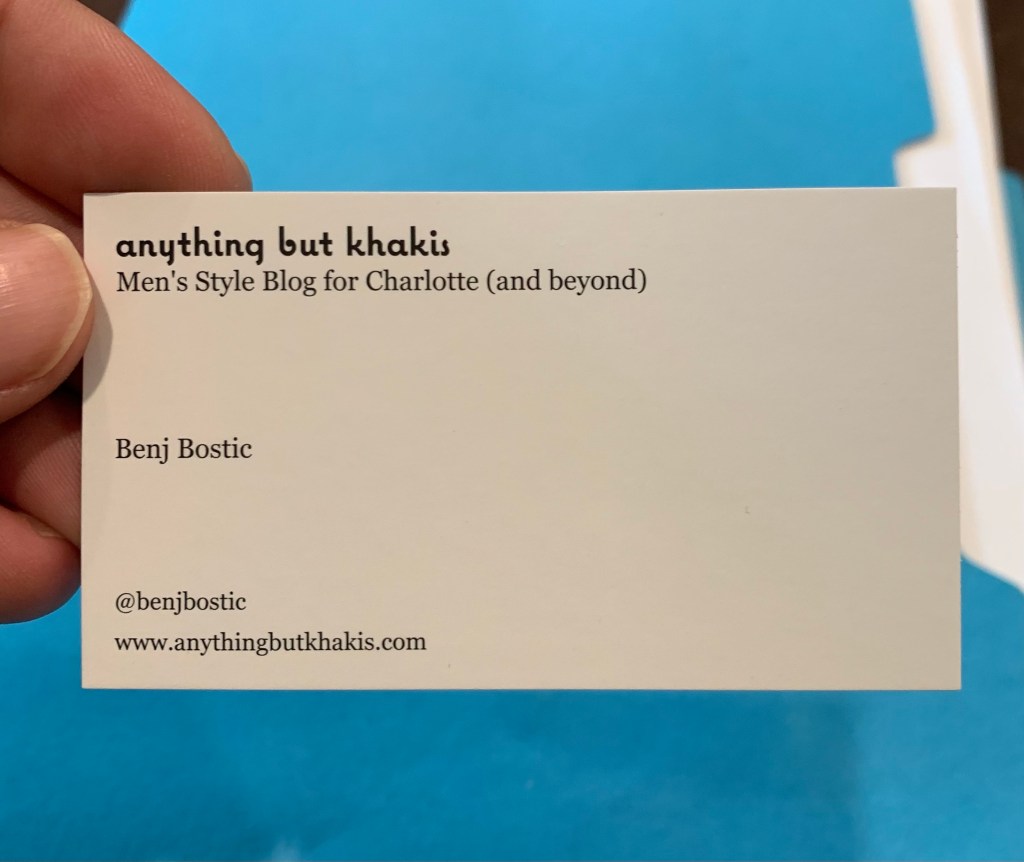 anything but khakis
Men's Style Blog for Charlotte (and beyond)
Benj Bostic
@benjbostic
www.anythingbutkhakis.com